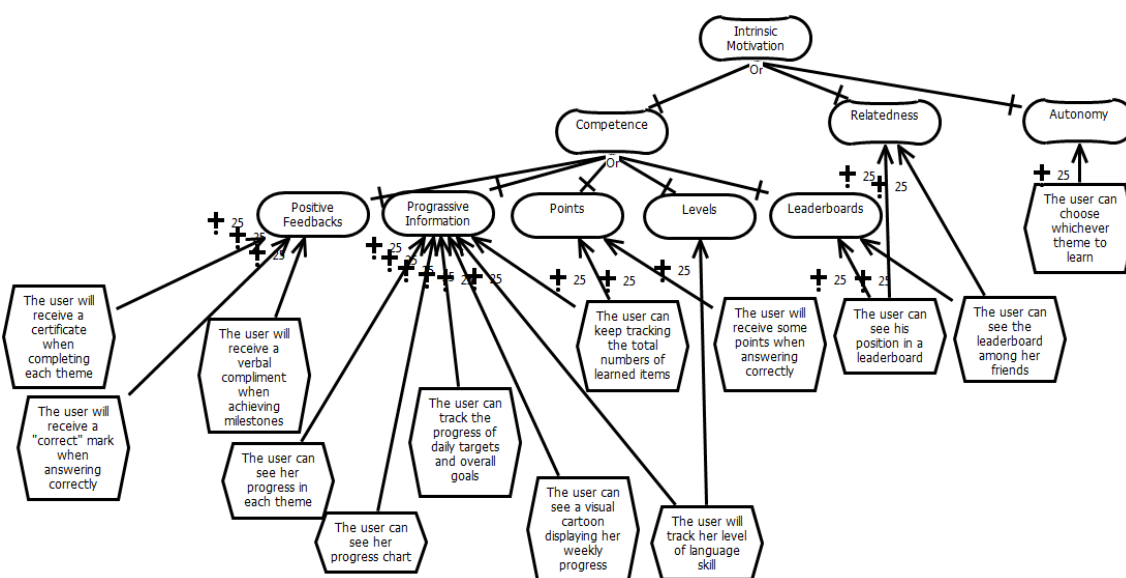 Intrinsic
Motivation
Or
Competence
Relatedness
Autonomy
Or
25
25
25
The user can
choose
whichever
theme to
learn
Positive
Feedbacks
Prograssive
Information
Points
Levels
Leaderboards
25
25
25
25
25
25
25
25
25
25
25
25
25
25
The user will
receive a
certificate
when
completing
each theme
The user will
receive a
verbal
compliment
when
achieving
milestones
The user can
keep tracking
the total
numbers of
learned items
The user will
receive some
points when
answering
correctly
The user can
see his
position in a
leaderboard
The user can
see the
leaderboard
among her
friends
The user will
receive a
"correct" mark
when
answering
correctly
The user can
see her
progress in
each theme
The user can
track the
progress of
daily targets
and overall
goals
The user can
see her
progress chart
The user can
see a visual
cartoon
displaying her
weekly
progress
The user will
track her level
of language
skill